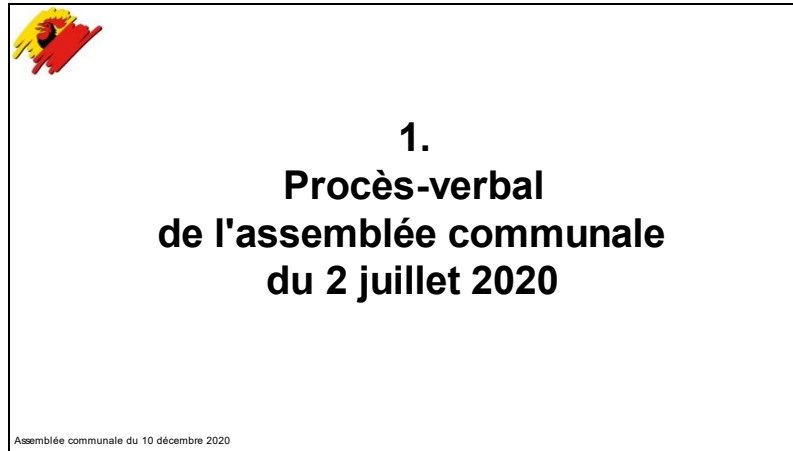 1.
Procès-verbal
de l'assemblée communale
du 2 juillet 2020
Assemblée communale du 10 décembre 2020